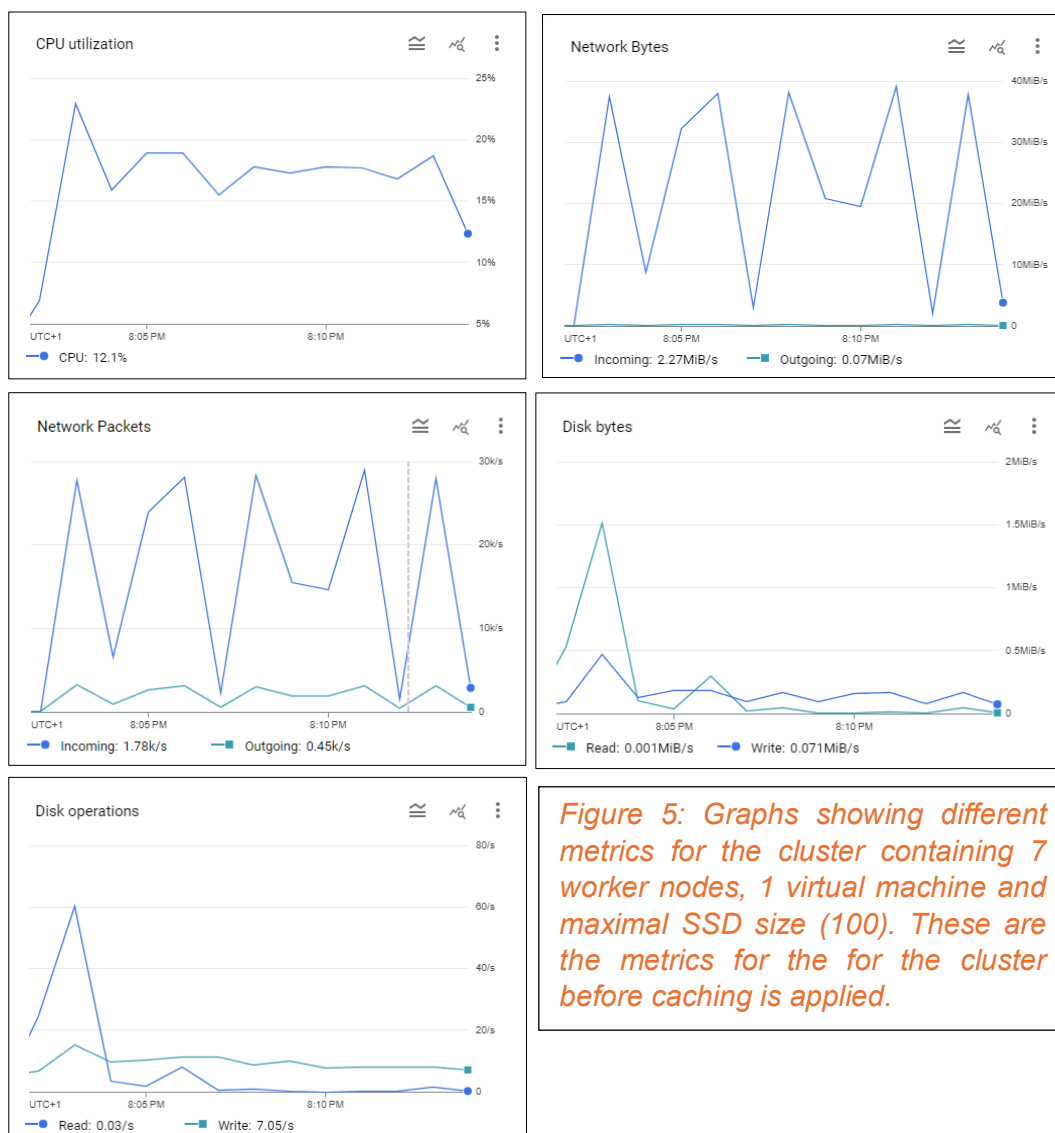 CPU utilization
25%
20%
15%
10%
5%
UTC+1 8:05 PM 8:10 PM
CPU: 12.1%
Network Bytes
40MiB/s
30MiB/s
20MiB/s
10MiB/s
0
UTC+1 8:05 PM 8:10 PM
Incoming: 2.27MiB/s Outgoing: 0.07MiB/s
Network Packets
30k/s
20k/s
10k/s
0
UTC+1 8:05 PM 8:10 PM
Incoming: 1.78k/s Outgoing: 0.45k/s
Disk bytes
2MiB/s
1.5MiB/s
1MiB/s
0.5MiB/s
0
UTC+1 8:05 PM 8:10 PM
Read: 0.001MiB/s Write: 0.071MiB/s
Disk operations
80/s
60/s
40/s
20/s
0
UTC+1 8:05 PM 8:10 PM
Read: 0.03/s Write: 7.05/s
Figure 5: Graphs showing different
metrics for the cluster containing 7
worker nodes, 1 virtual machine and
maximal SSD size (100). These are
the metrics for the for the cluster
before caching is applied.